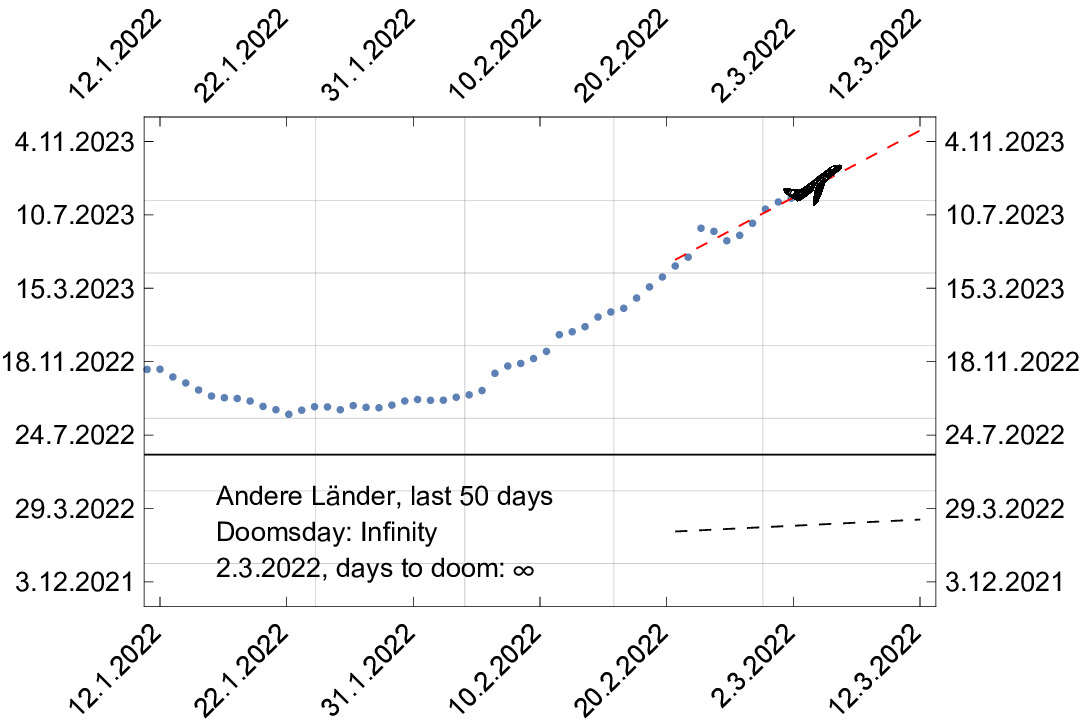 12.1.2022 22.1.2022 31.1.2022 10.2.2022 20.2.2022 2.3.2022 12.3.2022
4.11.2023 4.11.2023
10.7.2023 10.7.2023
15.3.2023 15.3.2023
18.11.2022 18.11.2022
24.7.2022 24.7.2022
Andere Länder, last 50 days
29.3.2022 29.3.2022
Doomsday: Infinity
2.3.2022, days to doom: ∞
3.12.2021 3.12.2021
12.1.2022 22.1.2022 31.1.2022 10.2.2022 20.2.2022 2.3.2022 12.3.2022